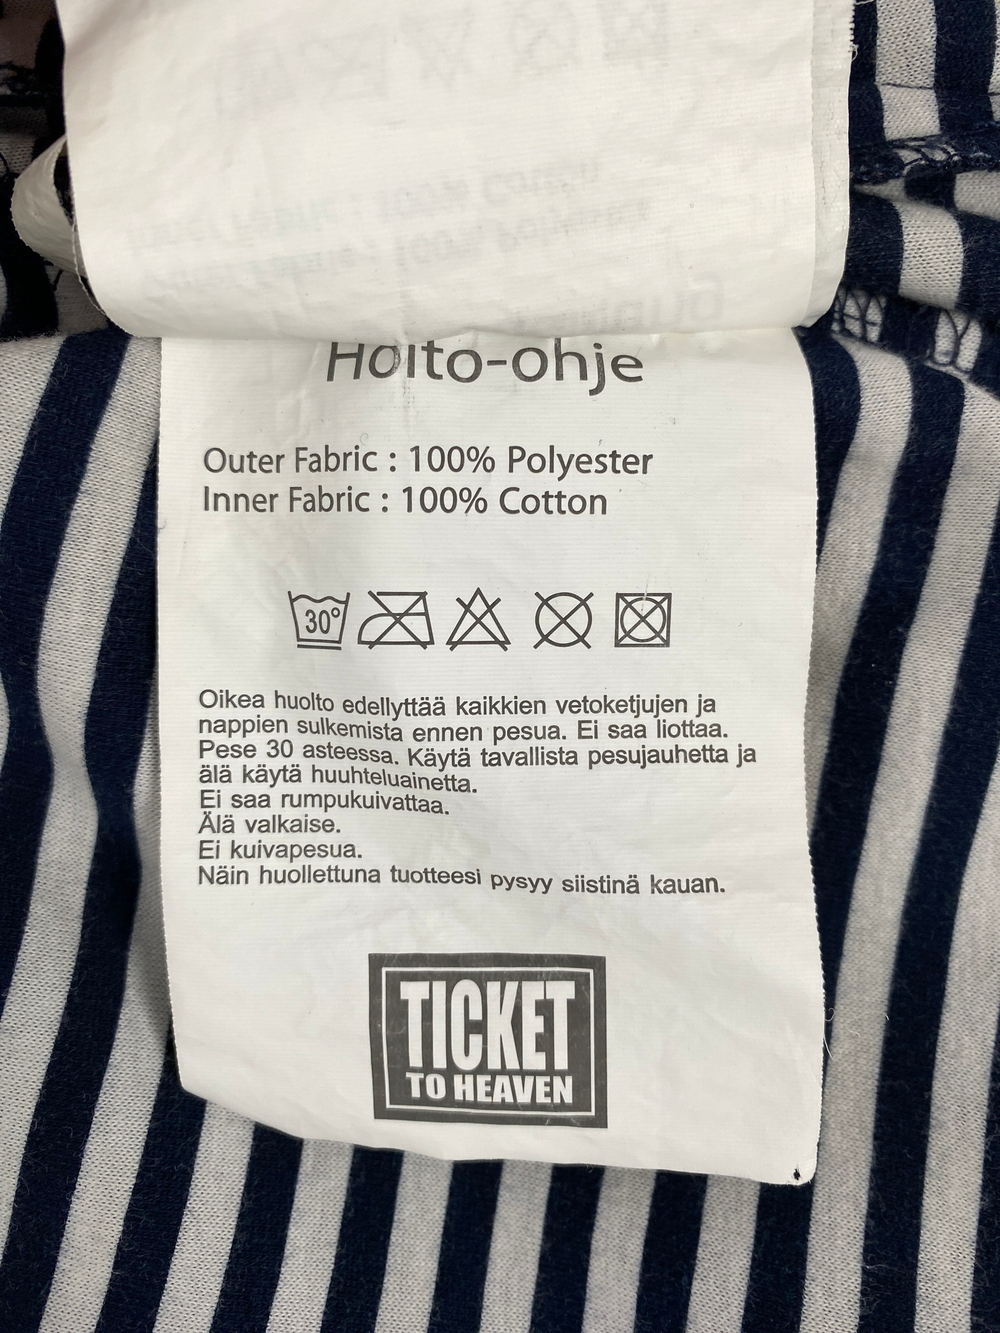 Hoito-ohje
Outer Fabric : 100% Polyester
Inner Fabric : 100% Cotton
30°
Oikea huolto edellyttää kaikkien vetoketjujen ja
nappien sulkemista ennen pesua. Ei saa liottaa.
Pese 30 asteessa. Käytä tavallista pesujauhetta ja
älä käytä huuhteluainetta.
Ei saa rumpukuivattaa.
Älä valkaise.
Ei kuivapesua.
Näin huollettuna tuotteesi pysyy siistinä kauan.
TICKET
TO HEAVEN